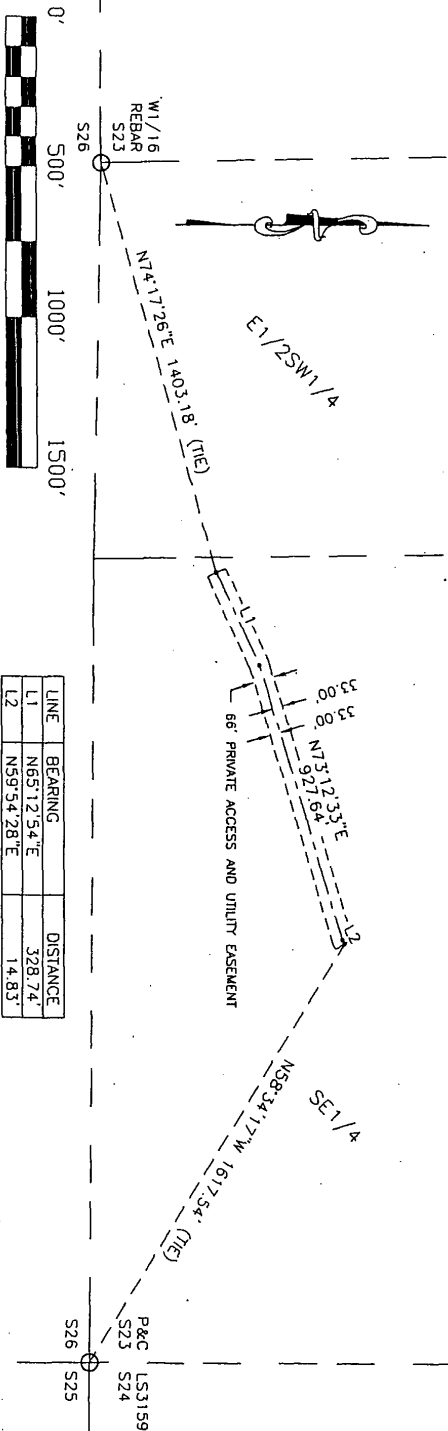 0' 500' 1000' 1500'
W1/16
REBAR
S23
S26
E1/2SW1/4
N74°17'26"E 1403.18' (TIE)
L1
33.00'
33.00'
N73°12'33"E
927.64'
66' PRIVATE ACCESS AND UTILITY EASEMENT
L2
SE1/4
N58°34'17"W 1617.54' (TIE)
P&C LS3159
S23 S24
S26 S25
LINE BEARING DISTANCE
L1 N65°12'54"E 328.74'
L2 N59°54'28"E 14.83'